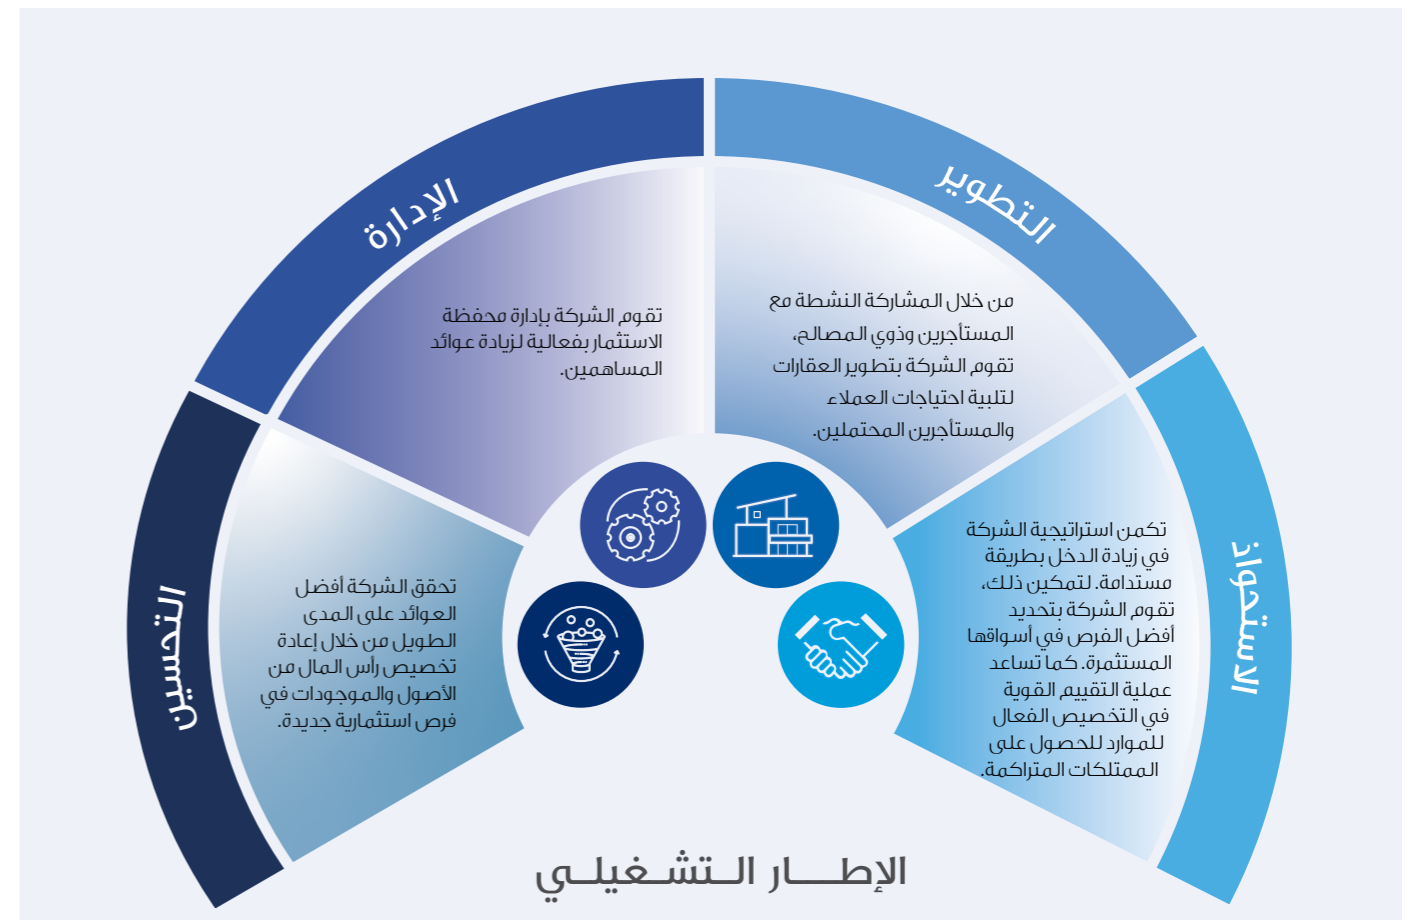 الاستحواذ
تكمن استراتيجية الشركة
في زيادة الدخل بطريقة
مستدامة. لتمكين ذلك،
تقوم الشركة بتحديد
أفضل الفرص في أسواقها
المستثمرة. كما تساعد
عملية التقييم القوية
في التخصيص الفعال
للموارد للحصول على
الممتلكات المتراكمة.
التطوير
من خلال المشاركة النشطة مع
المستأجرين وذوي المصالح،
تقوم الشركة بتطوير العقارات
لتلبية احتياجات العملاء
والمستأجرين المحتملين.
الإدارة
تقوم الشركة بإدارة محفظة
الاستثمار بفعالية لزيادة عوائد
المساهمين.
التحسين
تحقق الشركة أفضل
العوائد على المدى
الطويل من خلال إعادة
تخصيص رأس المال من
الأصول والموجودات في
فرص استثمارية جديدة.
الإطــــار الــتشــغيلــي